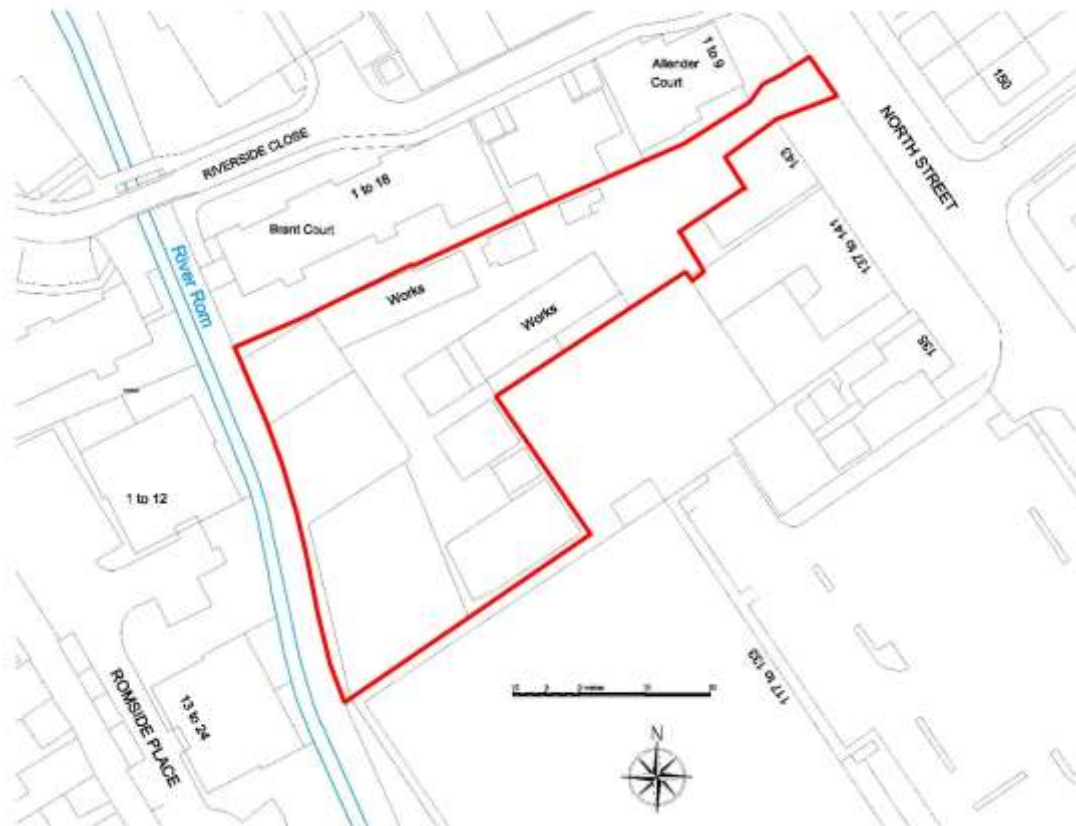 1 to 9
Allender
Court
150
RIVERSIDE CLOSE
NORTH STREET
1 to 18
143
Brant Court
137 to 141
River Rom
Works
Works
135
1 to 12
117 to 133
ROMSIDE PLACE
13 to 24
N